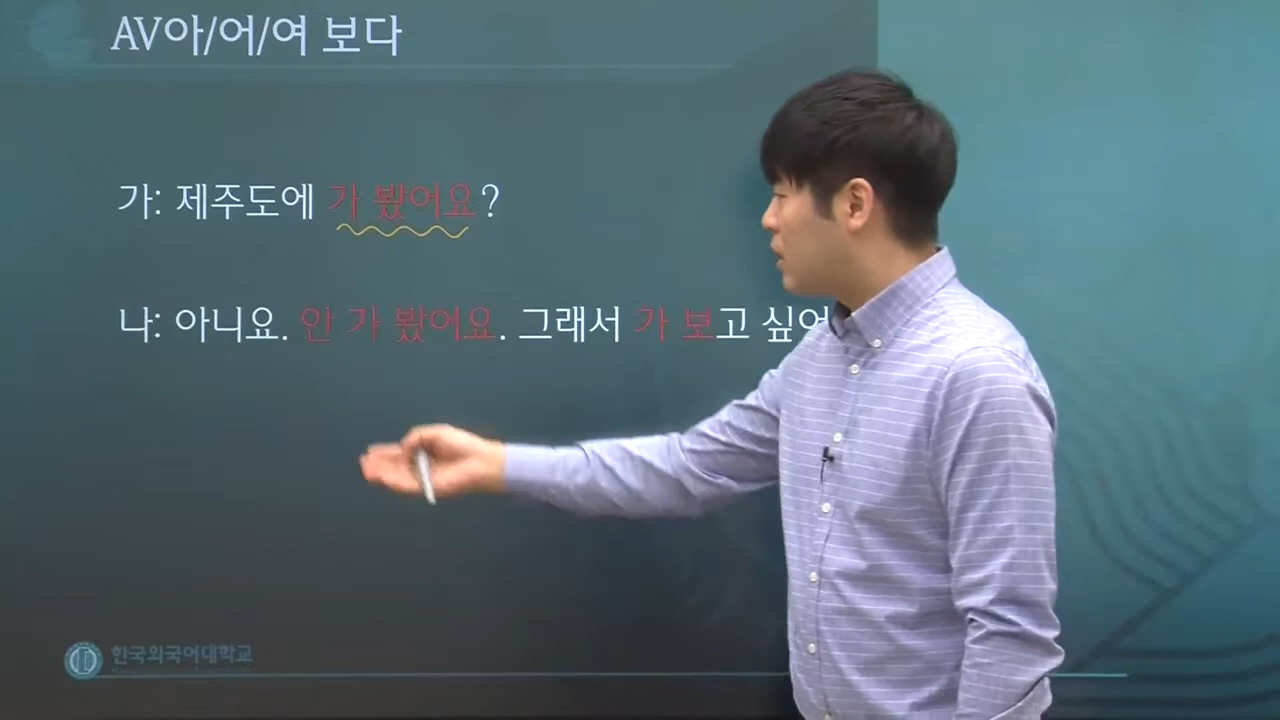 AV아/어/여 보다
가: 제주도에 가 봤어요?
나: 아니요. 안 가 봤어요. 그래서 가 보고 싶어
한국외국어대학교